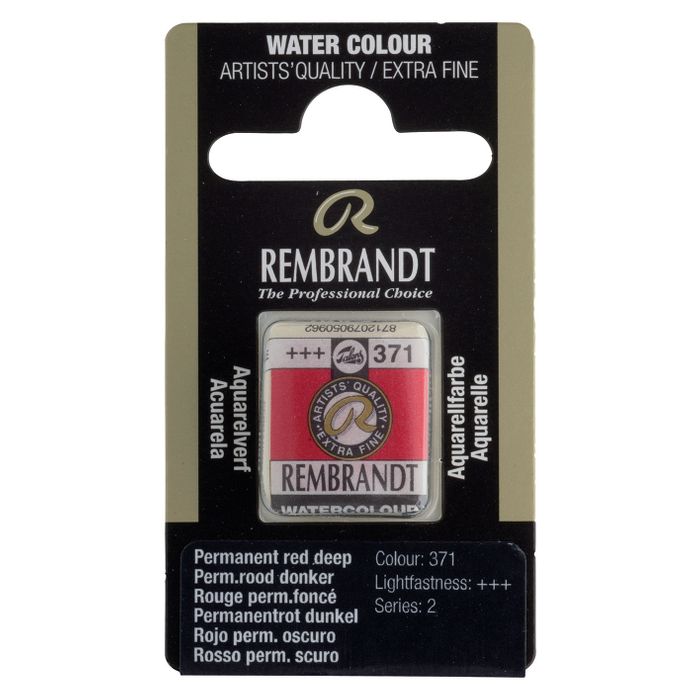 WATER COLOUR
ARTISTS' QUALITY / EXTRA FINE
R
REMBRANDT
The Professional Choice
8712079050962
+++ Talens 371
ARTISTS' QUALITY
R
EXTRA FINE
REMBRANDT
WATERCOLOUR
Aquarelverf
Acuarela
Aquarellfarbe
Aquarelle
Permanent red deep
Perm.rood donker
Rouge perm.foncé
Permanentrot dunkel
Rojo perm. oscuro
Rosso perm. scuro
Colour: 371
Lightfastness: +++
Series: 2